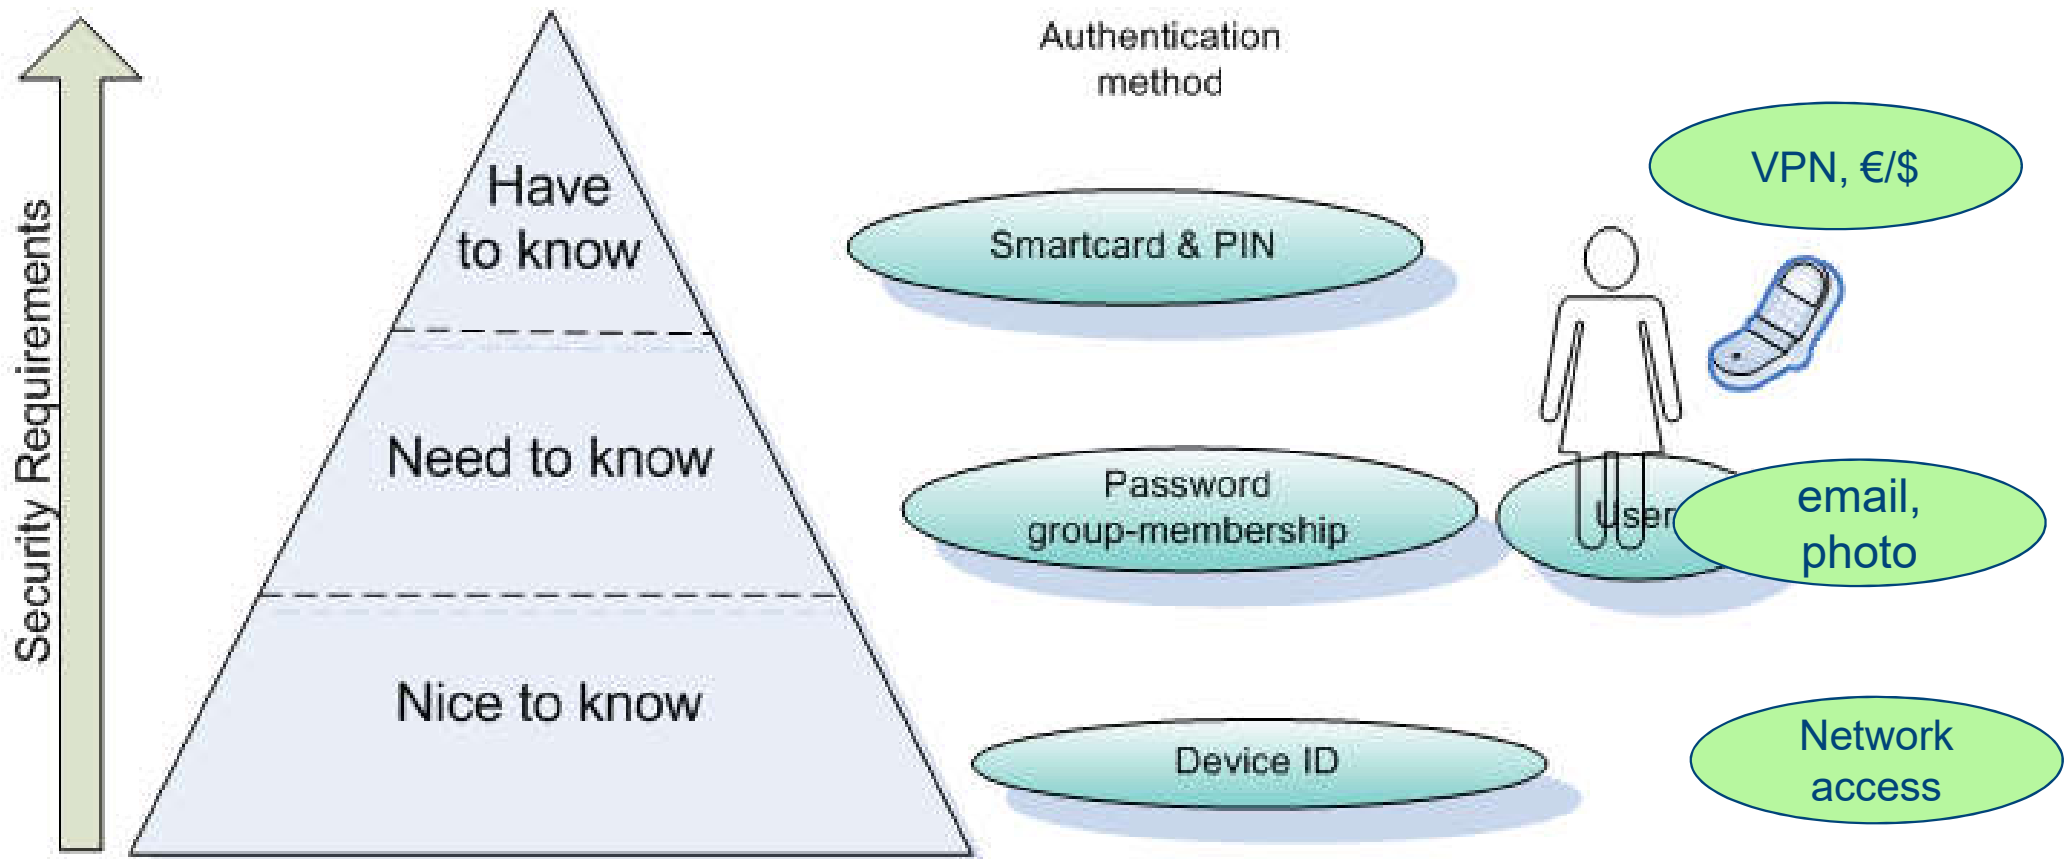 Security Requirements
Have
to know
Need to know
Nice to know
Authentication
method
Smartcard & PIN
Password
group-membership
Device ID
User
VPN, €/$
email,
photo
Network
access